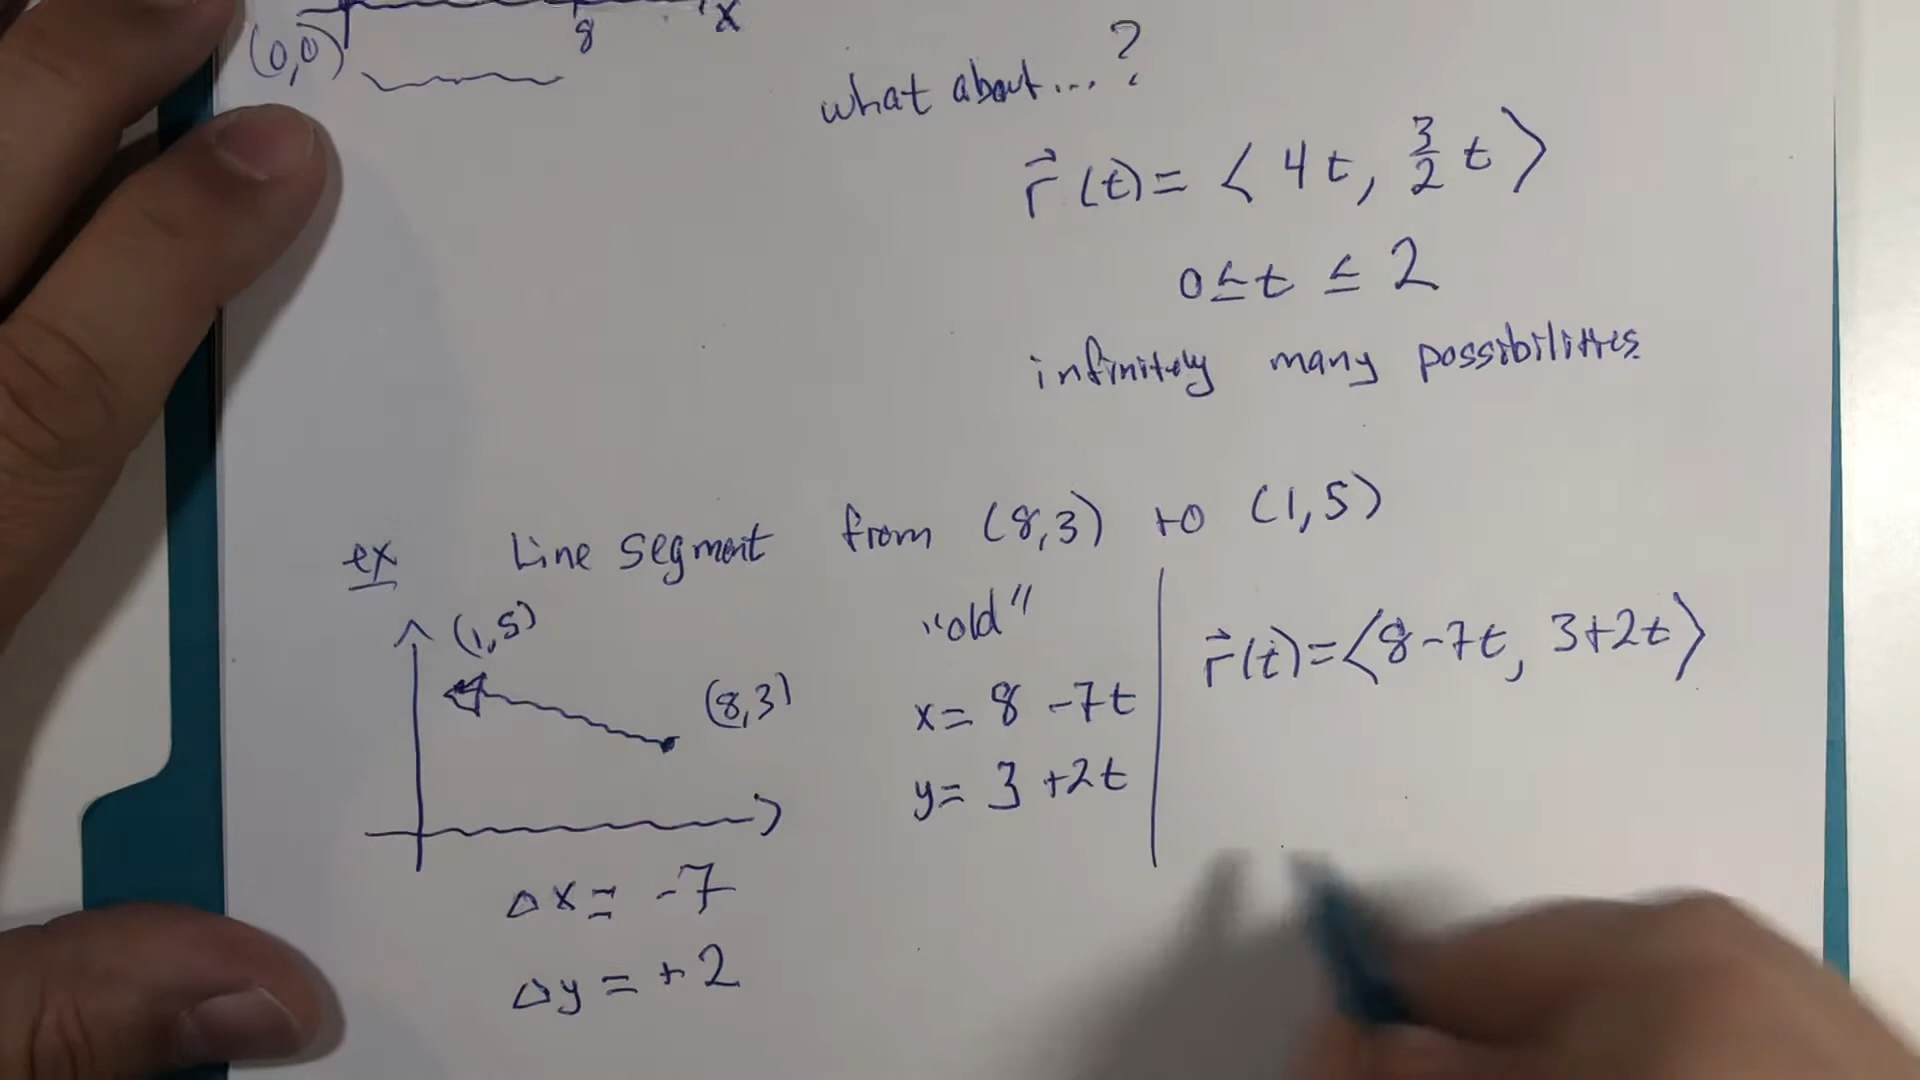 (0,0)
8
x
what about...?
r⃗(t)= ⟨4t, 3/2 t⟩
0≤t ≤ 2
infinitely many possibilities
ex Line segment from (8,3) to (1,5)
(1,5)
(8,3)
Δx = -7
Δy = +2
"old"
x= 8 -7t
y= 3 +2t
r⃗(t)=⟨8-7t, 3+2t⟩